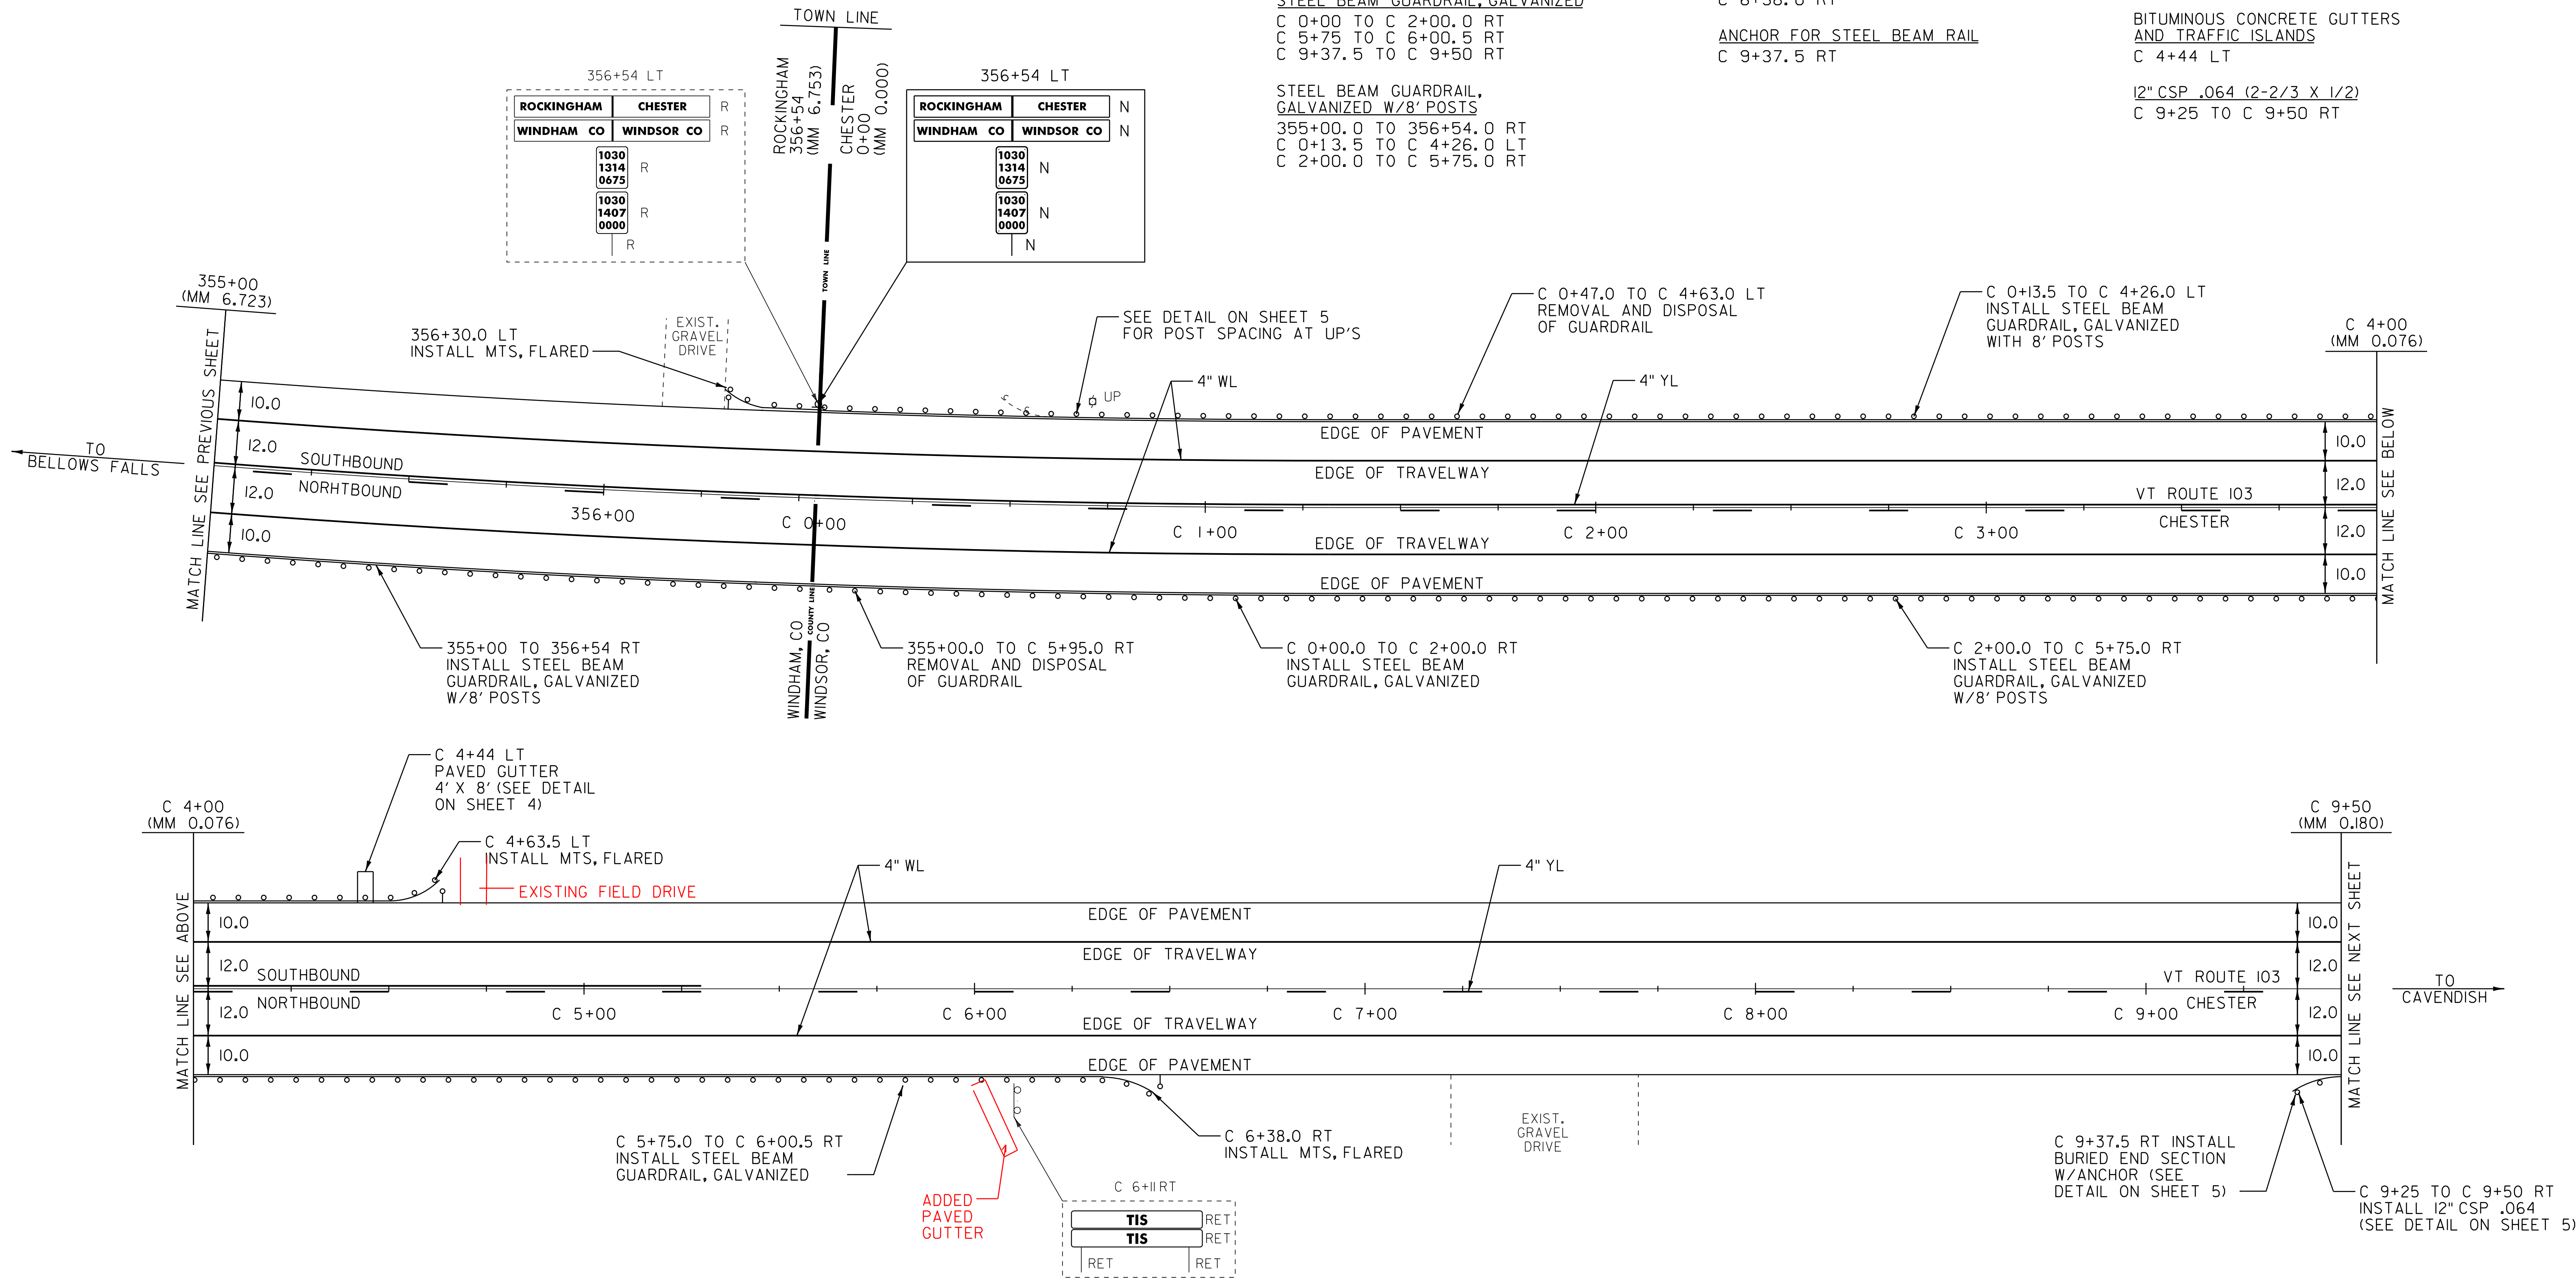 STEEL BEAM GUARDRAIL, GALVANIZED
C 0+00 TO C 2+00.0 RT
C 5+75 TO C 6+00.5 RT
C 9+37.5 TO C 9+50 RT
STEEL BEAM GUARDRAIL,
GALVANIZED W/8' POSTS
355+00.0 TO 356+54.0 RT
C 0+13.5 TO C 4+26.0 LT
C 2+00.0 TO C 5+75.0 RT
C 6+38.0 RT
ANCHOR FOR STEEL BEAM RAIL
C 9+37.5 RT
BITUMINOUS CONCRETE GUTTERS
AND TRAFFIC ISLANDS
C 4+44 LT
12" CSP .064 (2-2/3 X 1/2)
C 9+25 TO C 9+50 RT
TOWN LINE
356+54 LT
ROCKINGHAM CHESTER R
WINDHAM CO WINDSOR CO R
1030
1314 R
0675
1030
1407 R
0000
R
ROCKINGHAM
356+54
(MM 6.753)
CHESTER
0+00
(MM 0.000)
TOWN LINE
356+54 LT
ROCKINGHAM CHESTER N
WINDHAM CO WINDSOR CO N
1030
1314 N
0675
1030
1407 N
0000
N
355+00
(MM 6.723)
MATCH LINE SEE PREVIOUS SHEET
TO
BELLOWS FALLS
356+30.0 LT
INSTALL MTS, FLARED
EXIST.
GRAVEL
DRIVE
SEE DETAIL ON SHEET 5
FOR POST SPACING AT UP'S
UP
C 0+47.0 TO C 4+63.0 LT
REMOVAL AND DISPOSAL
OF GUARDRAIL
C 0+13.5 TO C 4+26.0 LT
INSTALL STEEL BEAM
GUARDRAIL, GALVANIZED
WITH 8' POSTS
C 4+00
(MM 0.076)
MATCH LINE SEE BELOW
4" WL
4" YL
10.0
12.0
12.0
10.0
SOUTHBOUND
NORHTBOUND
EDGE OF PAVEMENT
EDGE OF TRAVELWAY
VT ROUTE 103
CHESTER
356+00
C 0+00
C 1+00
C 2+00
C 3+00
EDGE OF TRAVELWAY
EDGE OF PAVEMENT
10.0
12.0
12.0
10.0
355+00 TO 356+54 RT
INSTALL STEEL BEAM
GUARDRAIL, GALVANIZED
W/8' POSTS
WINDHAM, CO
COUNTY LINE
WINDSOR, CO
355+00.0 TO C 5+95.0 RT
REMOVAL AND DISPOSAL
OF GUARDRAIL
C 0+00.0 TO C 2+00.0 RT
INSTALL STEEL BEAM
GUARDRAIL, GALVANIZED
C 2+00.0 TO C 5+75.0 RT
INSTALL STEEL BEAM
GUARDRAIL, GALVANIZED
W/8' POSTS
C 4+44 LT
PAVED GUTTER
4' X 8' (SEE DETAIL
ON SHEET 4)
C 4+00
(MM 0.076)
MATCH LINE SEE ABOVE
C 4+63.5 LT
INSTALL MTS, FLARED
EXISTING FIELD DRIVE
4" WL
4" YL
C 9+50
(MM 0.180)
MATCH LINE SEE NEXT SHEET
TO
CAVENDISH
10.0
12.0
12.0
10.0
SOUTHBOUND
NORTHBOUND
EDGE OF PAVEMENT
EDGE OF TRAVELWAY
VT ROUTE 103
CHESTER
C 5+00
C 6+00
C 7+00
C 8+00
C 9+00
EDGE OF TRAVELWAY
EDGE OF PAVEMENT
10.0
12.0
12.0
10.0
C 5+75.0 TO C 6+00.5 RT
INSTALL STEEL BEAM
GUARDRAIL, GALVANIZED
ADDED
PAVED
GUTTER
C 6+11 RT
TIS RET
TIS RET
RET RET
C 6+38.0 RT
INSTALL MTS, FLARED
EXIST.
GRAVEL
DRIVE
C 9+37.5 RT INSTALL
BURIED END SECTION
W/ANCHOR (SEE
DETAIL ON SHEET 5)
C 9+25 TO C 9+50 RT
INSTALL 12" CSP .064
(SEE DETAIL ON SHEET 5)